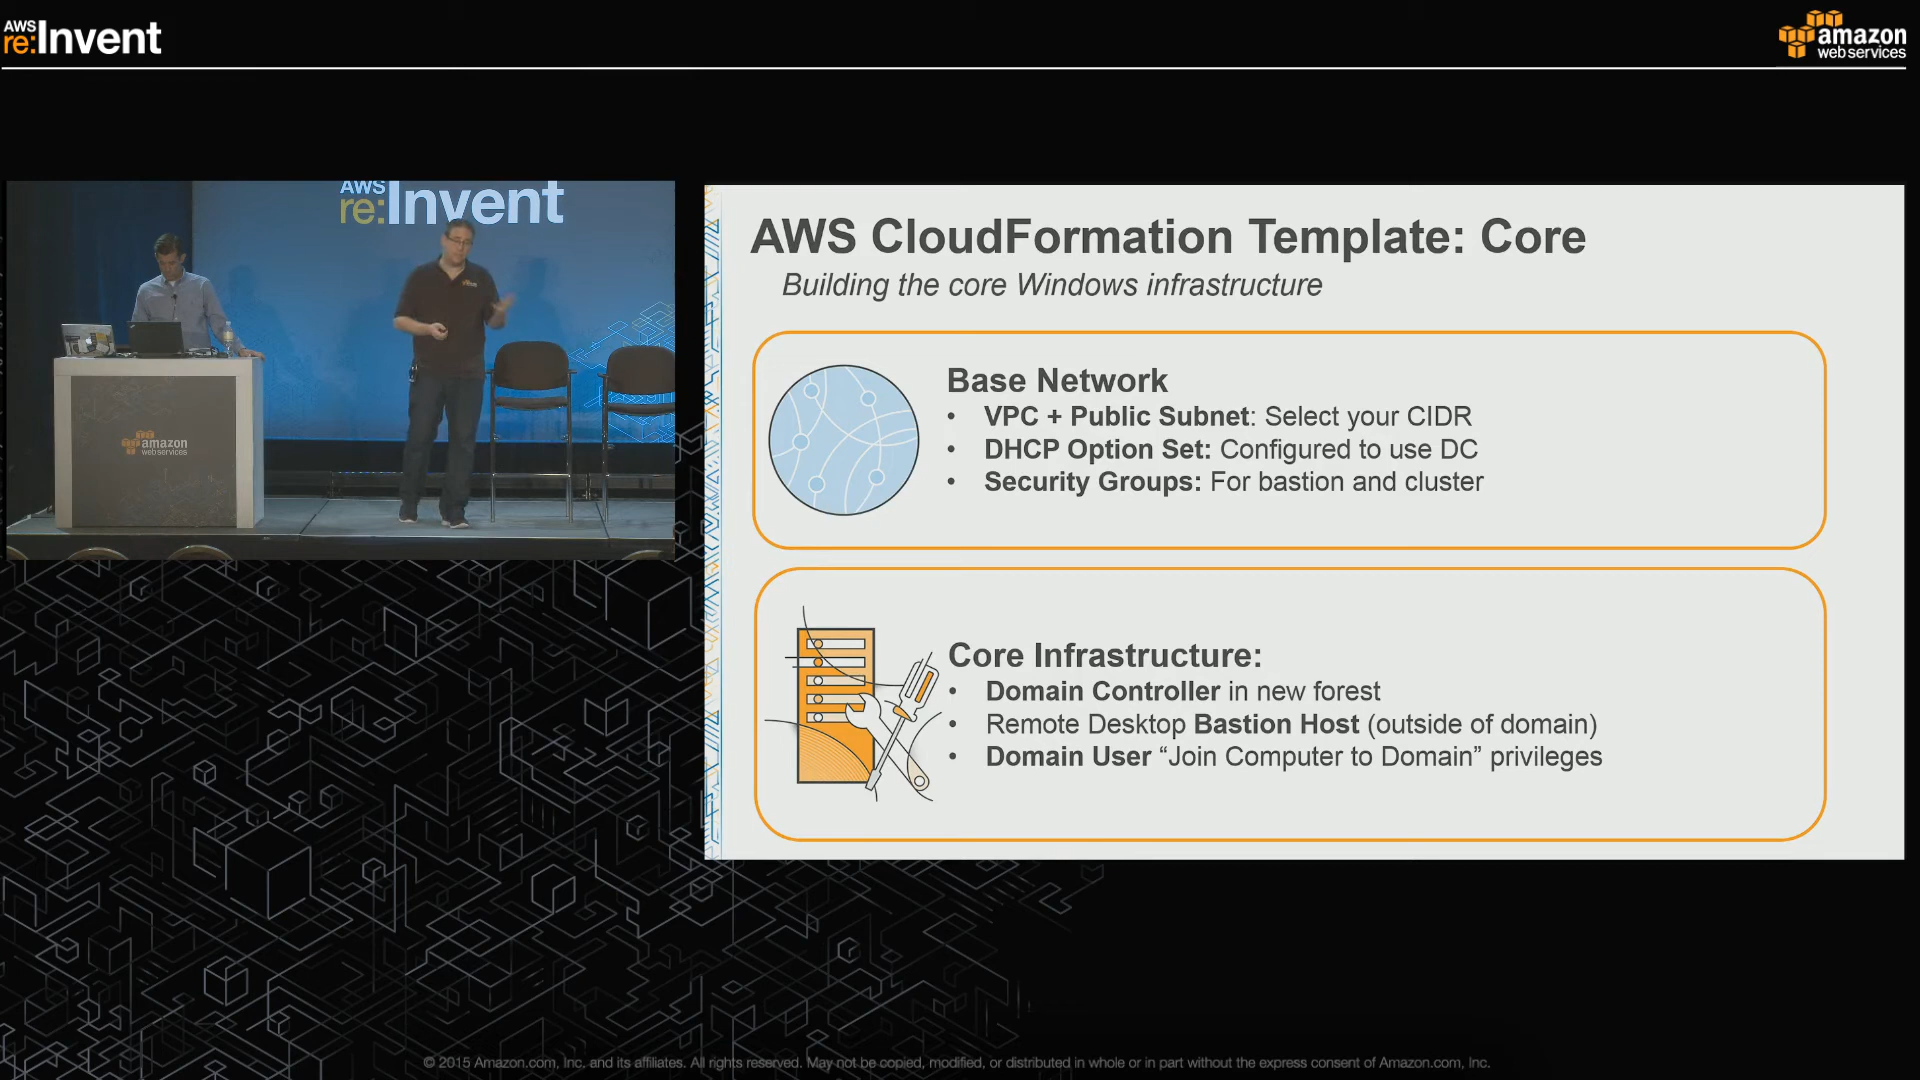 AWS
re:Invent
amazon
web services
AWS
re:Invent
amazon
web services
AWS CloudFormation Template: Core
Building the core Windows infrastructure
Base Network
• VPC + Public Subnet: Select your CIDR
• DHCP Option Set: Configured to use DC
• Security Groups: For bastion and cluster
Core Infrastructure:
• Domain Controller in new forest
• Remote Desktop Bastion Host (outside of domain)
• Domain User “Join Computer to Domain” privileges
© 2015 Amazon.com, Inc. and its affiliates. All rights reserved. May not be copied, modified, or distributed in whole or in part without the express consent of Amazon.com, Inc.